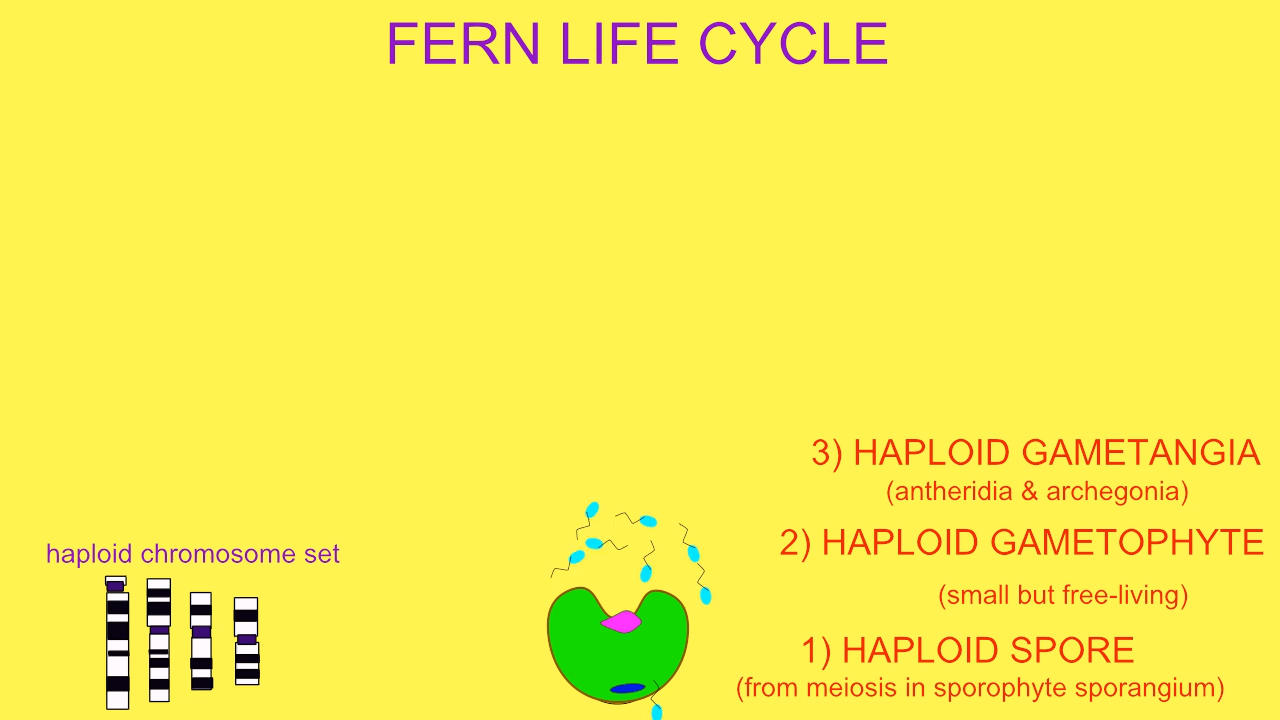 FERN LIFE CYCLE
3) HAPLOID GAMETANGIA
(antheridia & archegonia)
2) HAPLOID GAMETOPHYTE
(small but free-living)
1) HAPLOID SPORE
(from meiosis in sporophyte sporangium)
haploid chromosome set